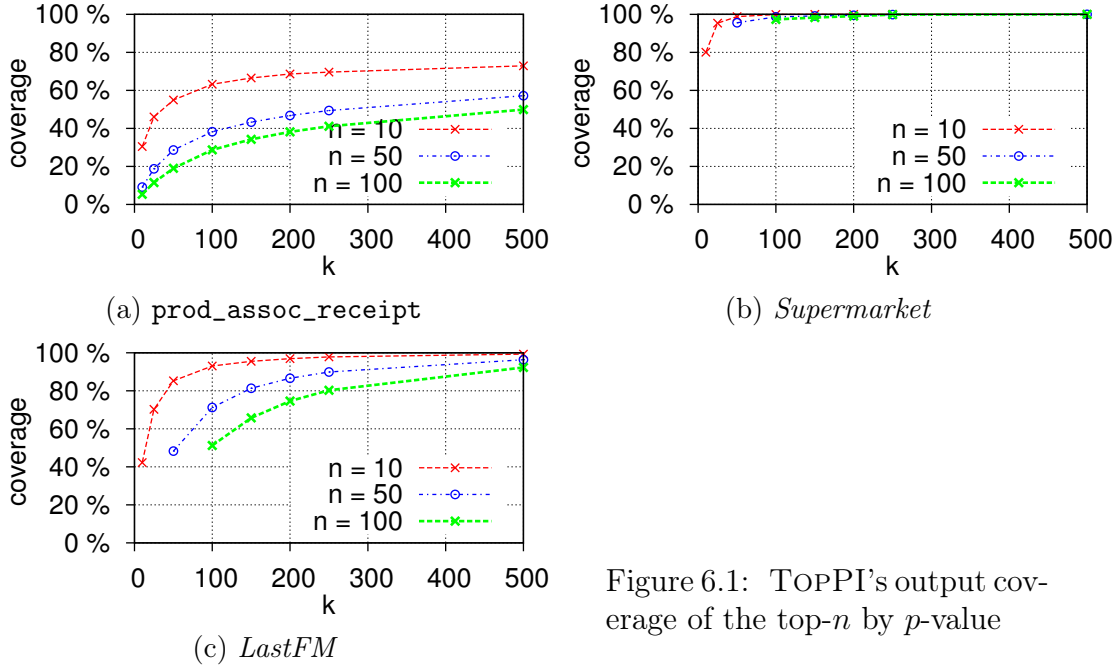 100 %
80 %
60 %
40 %
20 %
0 %
coverage
n = 10
n = 50
n = 100
0 100 200 300 400 500
k
(a) prod_assoc_receipt
100 %
80 %
60 %
40 %
20 %
0 %
coverage
n = 10
n = 50
n = 100
0 100 200 300 400 500
k
(b) Supermarket
100 %
80 %
60 %
40 %
20 %
0 %
coverage
n = 10
n = 50
n = 100
0 100 200 300 400 500
k
(c) LastFM
Figure 6.1: TOPPI's output cov-
erage of the top-n by p-value